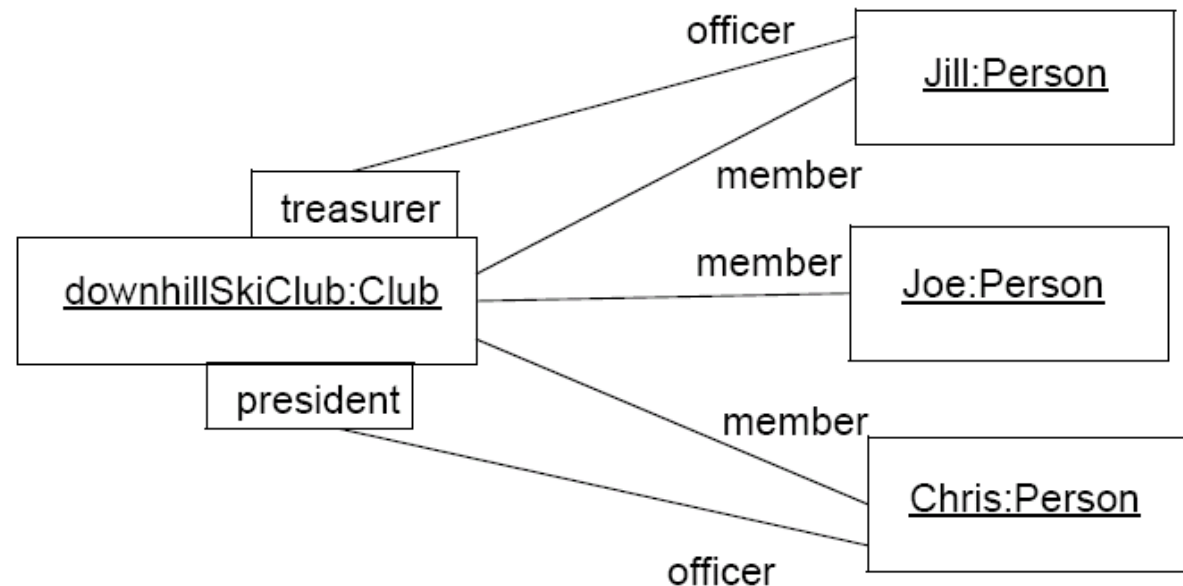 officer
Jill:Person
member
treasurer
member
downhillSkiClub:Club
Joe:Person
president
member
Chris:Person
officer